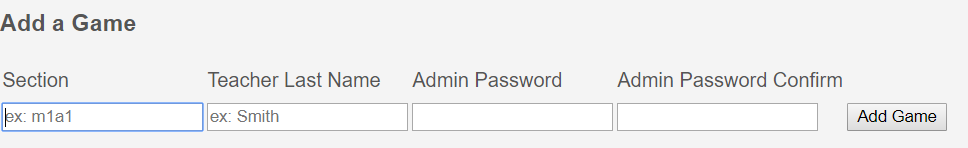 Add a Game
Section Teacher Last Name Admin Password Admin Password Confirm
ex: m1a1 ex: Smith Add Game